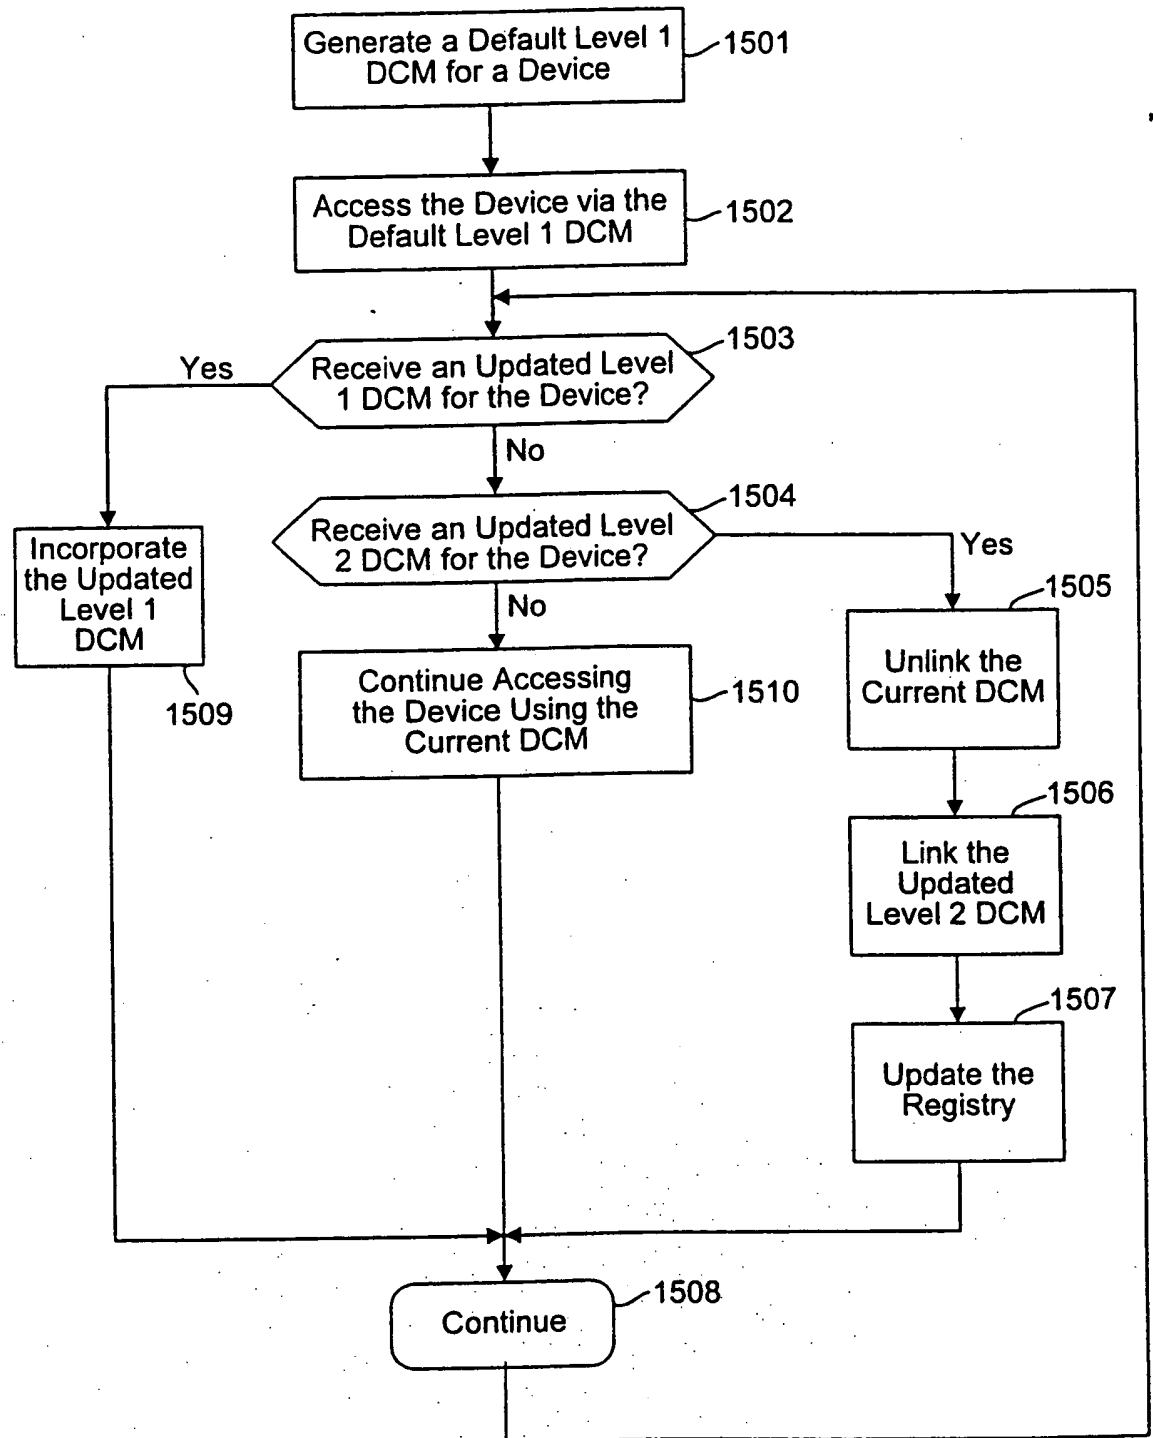 Generate a Default Level 1
DCM for a Device
1501
Access the Device via the
Default Level 1 DCM
1502
1503
Receive an Updated Level
1 DCM for the Device?
Yes
No
1504
Receive an Updated Level
2 DCM for the Device?
Yes
No
Incorporate
the Updated
Level 1
DCM
1509
Continue Accessing
the Device Using the
Current DCM
1510
1505
Unlink the
Current DCM
1506
Link the
Updated
Level 2 DCM
1507
Update the
Registry
1508
Continue